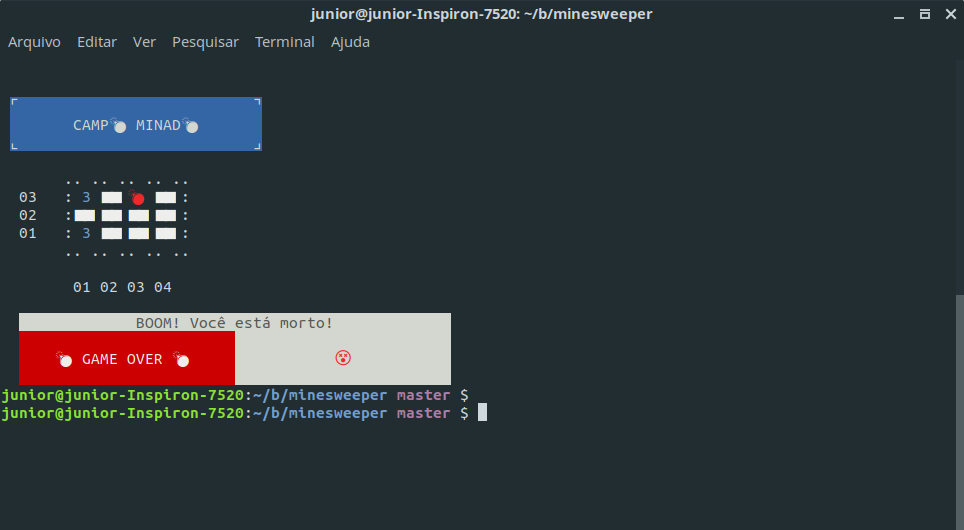 junior@junior-Inspiron-7520: ~/b/minesweeper
Arquivo Editar Ver Pesquisar Terminal Ajuda
CAMP💣 MINAD💣
.. .. .. .. ..
03 : 3 ██ 💣 ██ :
02 :██ ██ ██ ██ :
01 : 3 ██ ██ ██ :
.. .. .. .. ..
01 02 03 04
BOOM! Você está morto!
💣 GAME OVER 💣 😵
junior@junior-Inspiron-7520:~/b/minesweeper master $
junior@junior-Inspiron-7520:~/b/minesweeper master $